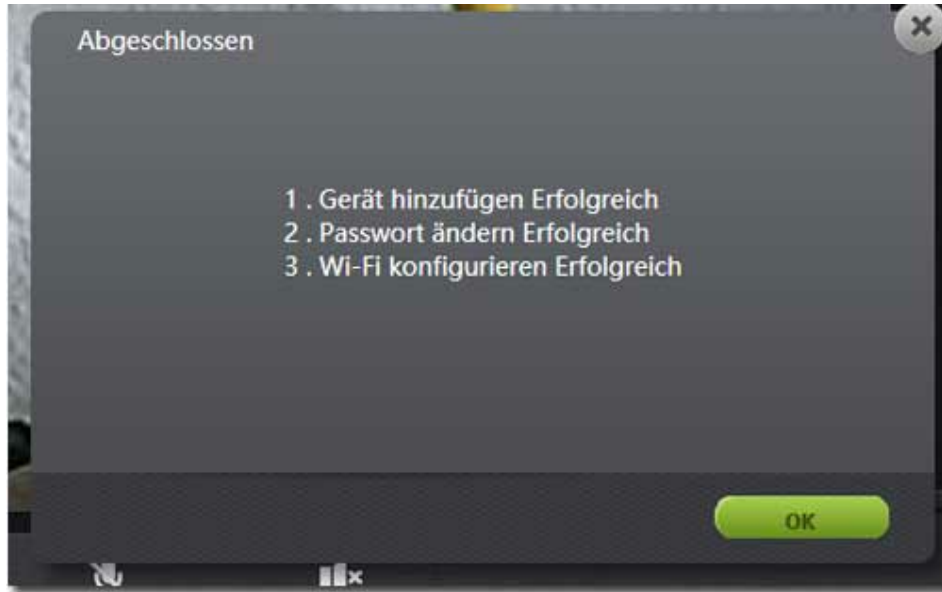 Abgeschlossen
1 . Gerät hinzufügen Erfolgreich
2 . Passwort ändern Erfolgreich
3 . Wi-Fi konfigurieren Erfolgreich
OK